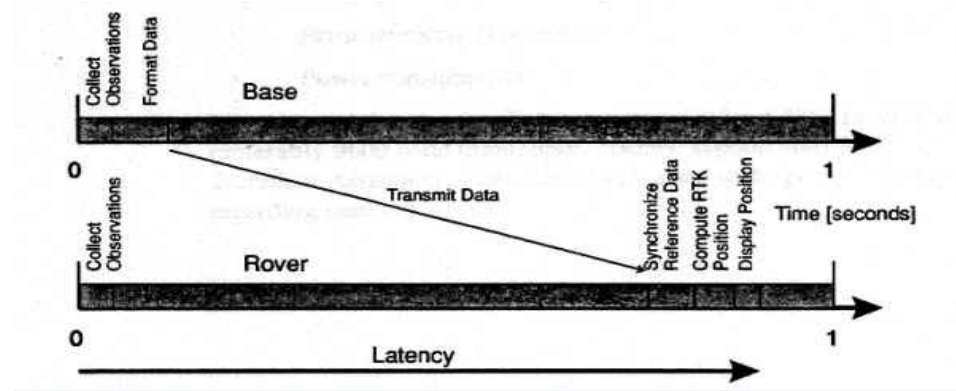 Collect
Observations
Format Data
Base
0
1
Transmit Data
Collect
Observations
Rover
Synchronize
Reference Data
Compute RTK
Position
Display Position
Time [seconds]
0
1
Latency